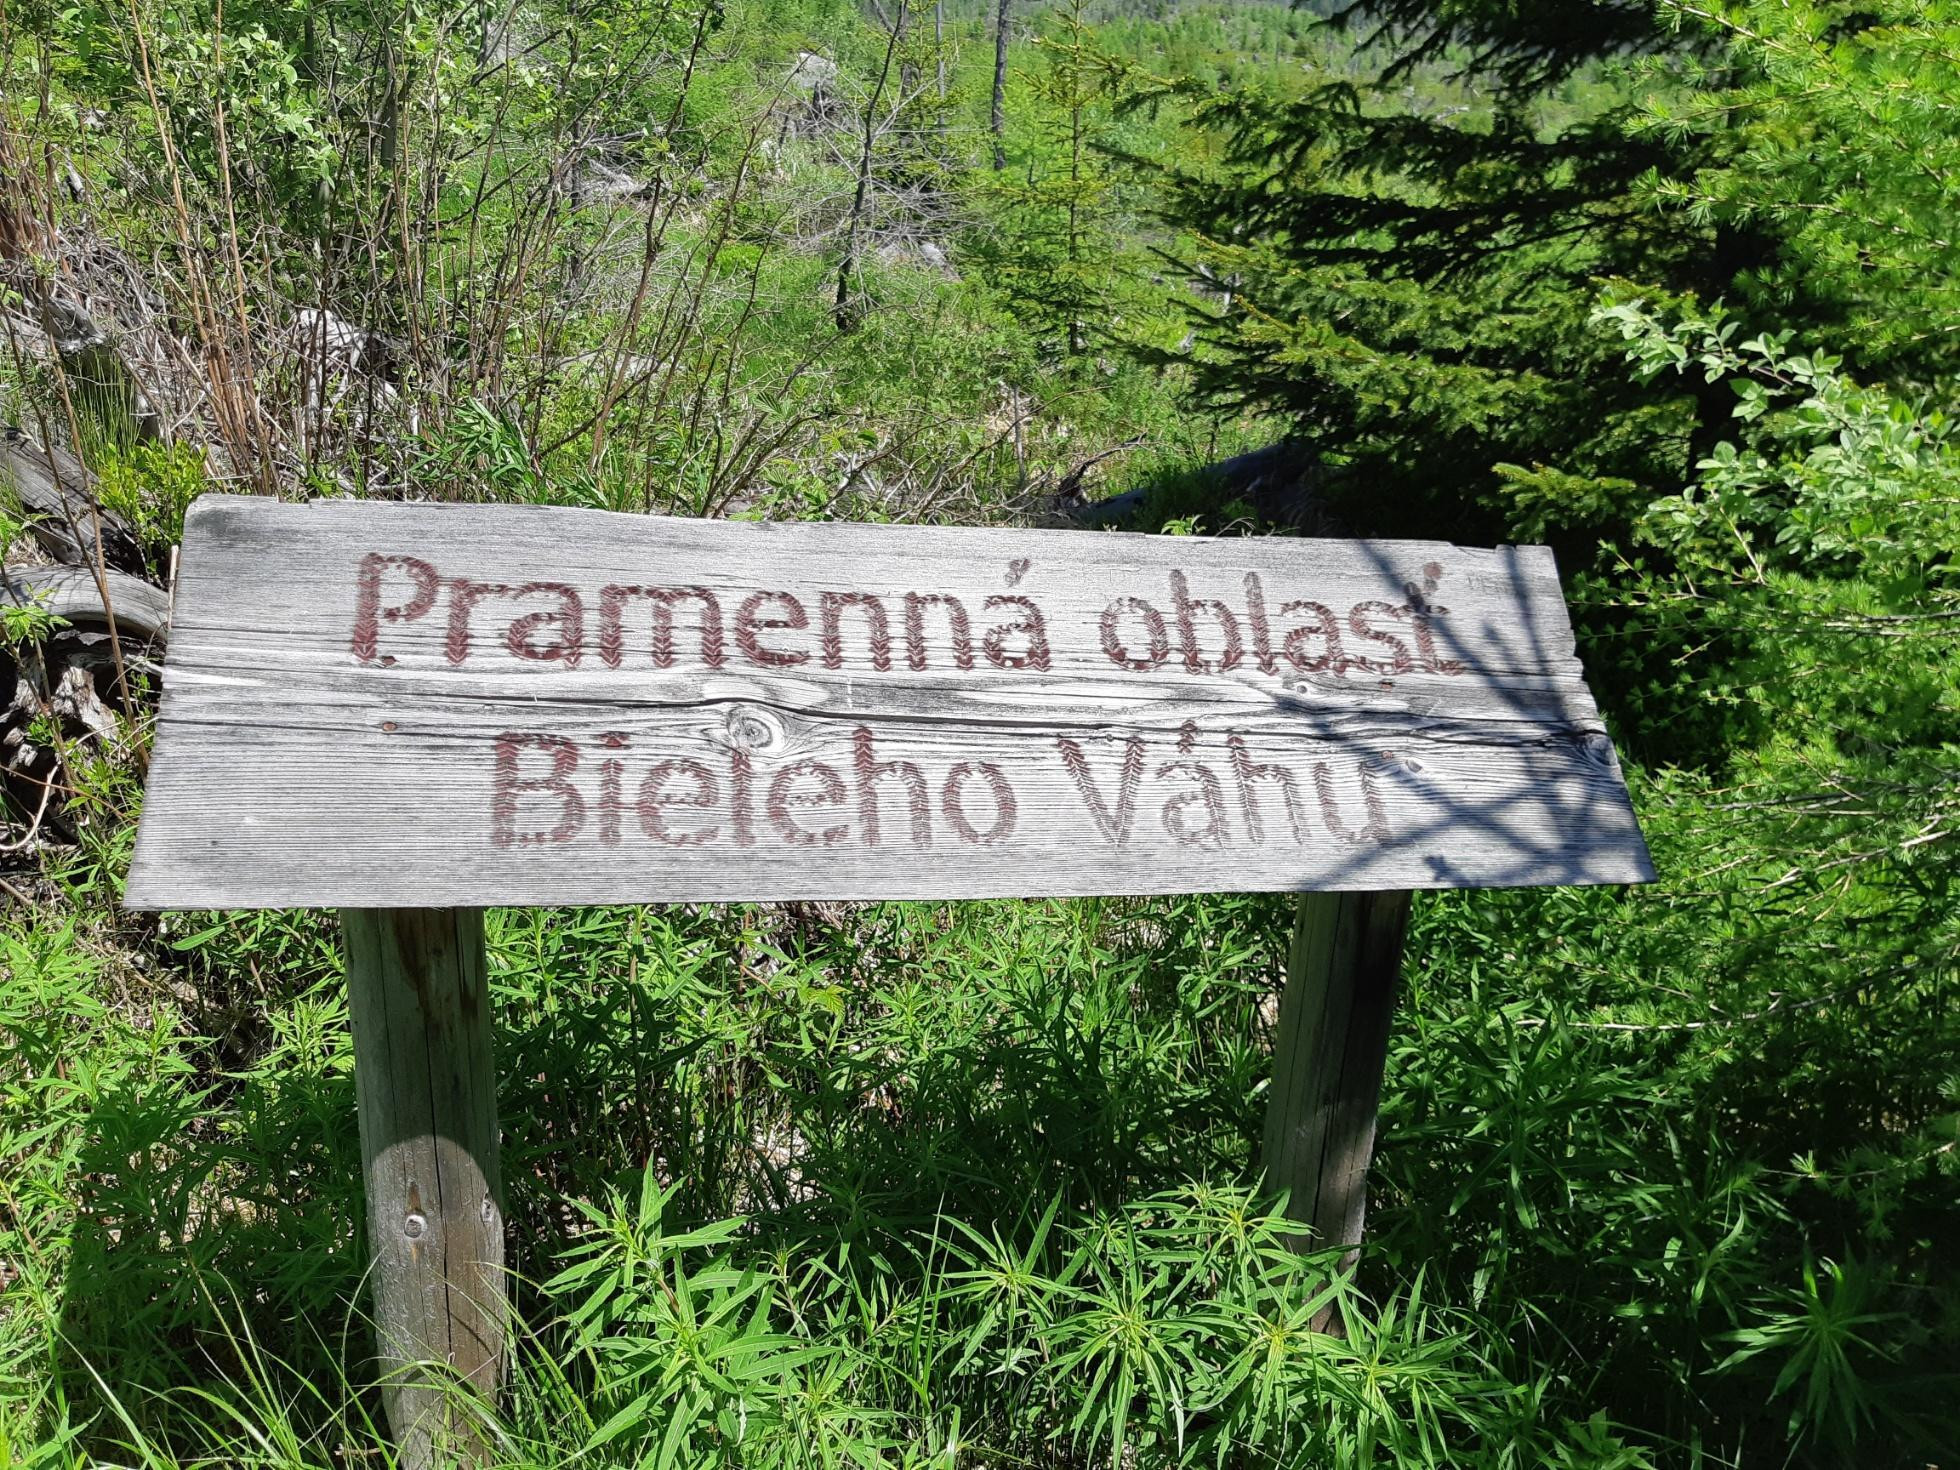 Pramenná oblasť
Bieleho Váhu